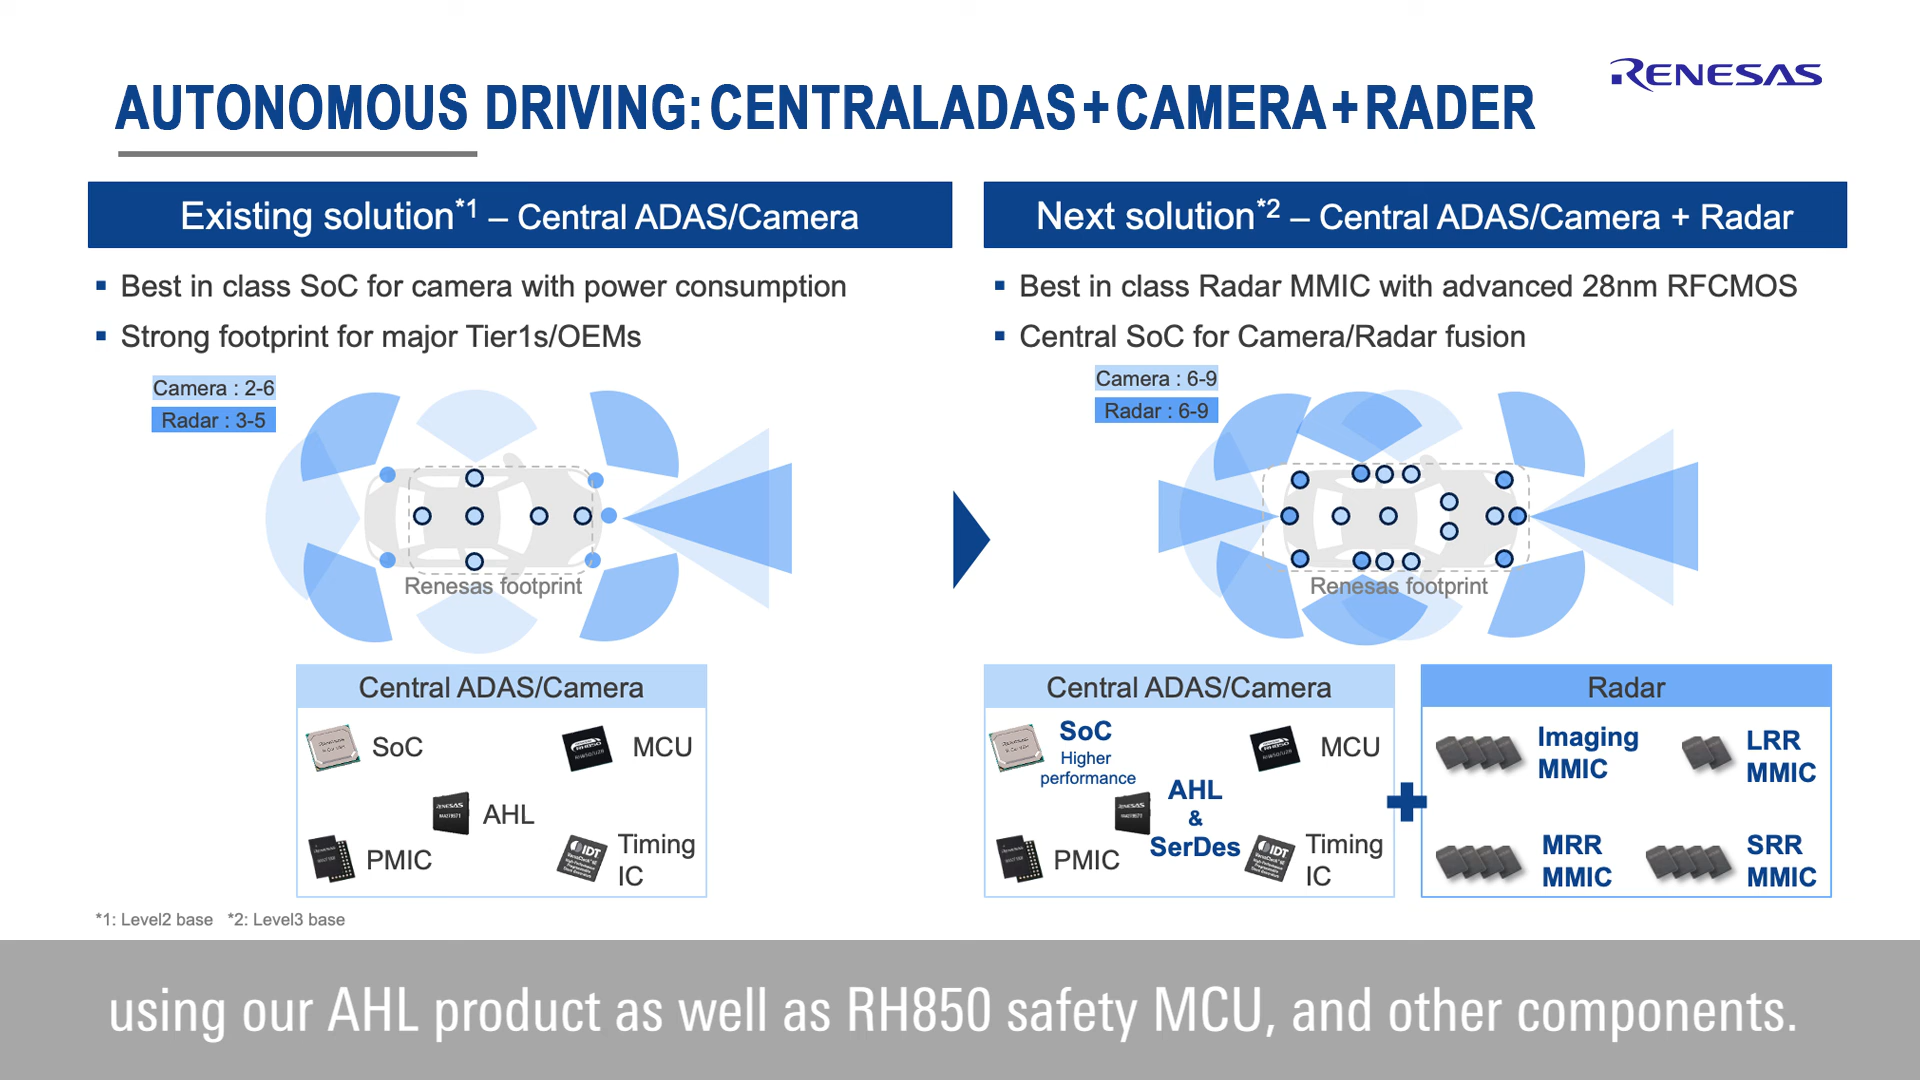 RENESAS
AUTONOMOUS DRIVING: CENTRALADAS+CAMERA+RADER
Existing solution*1 – Central ADAS/Camera
▪ Best in class SoC for camera with power consumption
▪ Strong footprint for major Tier1s/OEMs
Camera : 2-6
Radar : 3-5
Renesas footprint
Central ADAS/Camera
SoC
MCU
AHL
PMIC
Timing
IC
Next solution*2 – Central ADAS/Camera + Radar
▪ Best in class Radar MMIC with advanced 28nm RFCMOS
▪ Central SoC for Camera/Radar fusion
Camera : 6-9
Radar : 6-9
Renesas footprint
Central ADAS/Camera
SoC
Higher
performance
MCU
AHL
&
SerDes
PMIC
Timing
IC
Radar
Imaging
MMIC
LRR
MMIC
MRR
MMIC
SRR
MMIC
*1: Level2 base *2: Level3 base
using our AHL product as well as RH850 safety MCU, and other components.